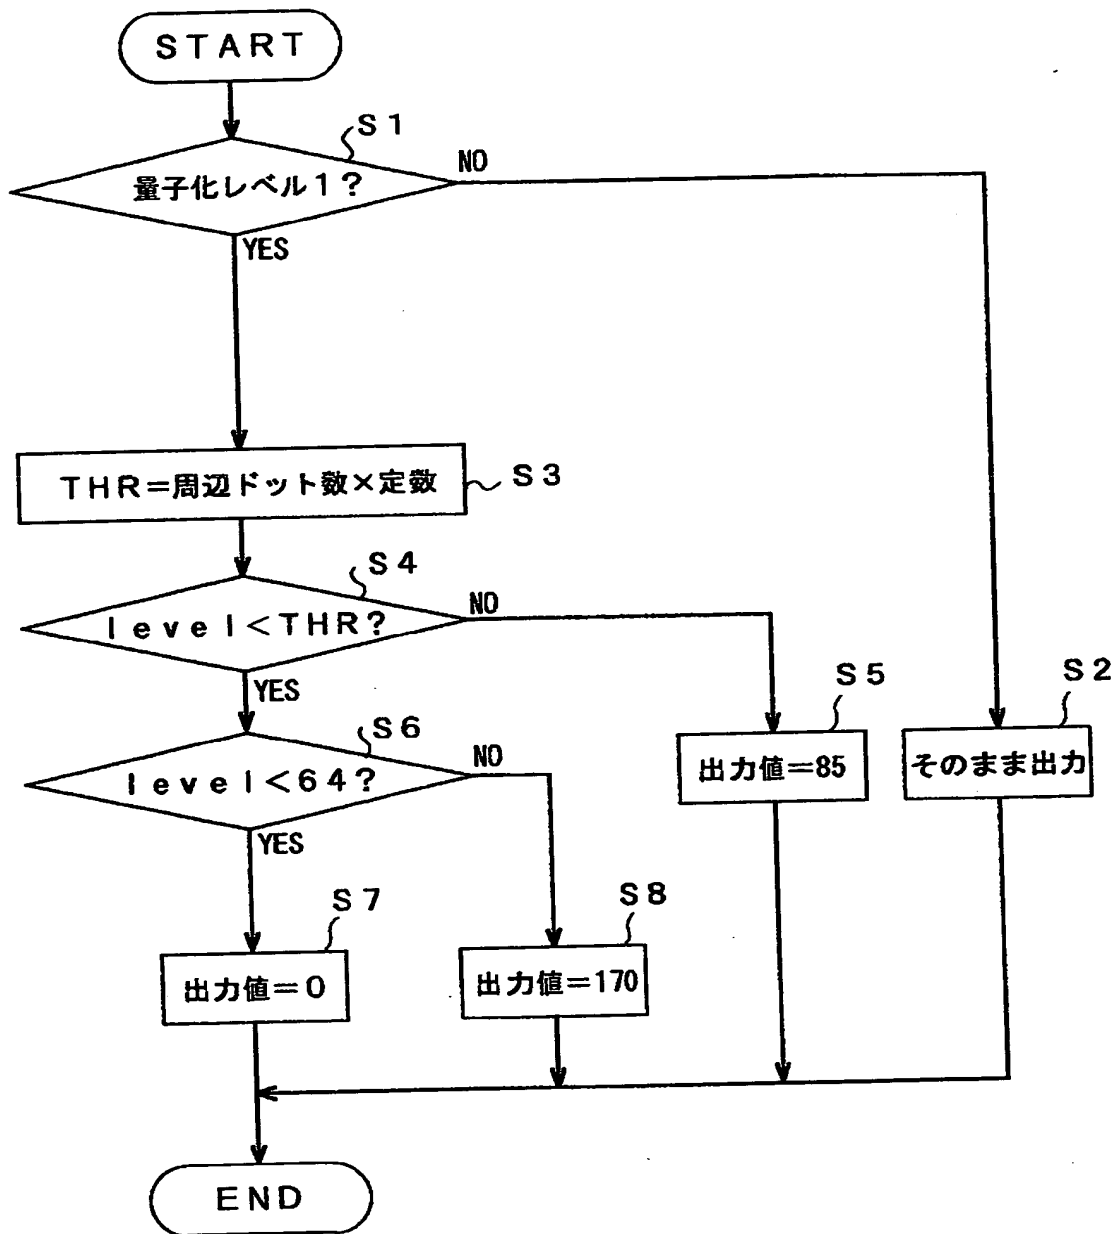 START
S1
量子化レベル1?
NO
YES
THR=周辺ドット数×定数
S3
S4
level<THR?
NO
YES
S5
S2
S6
level<64?
NO
出力値=85
そのまま出力
YES
S7
S8
出力値=0
出力値=170
END